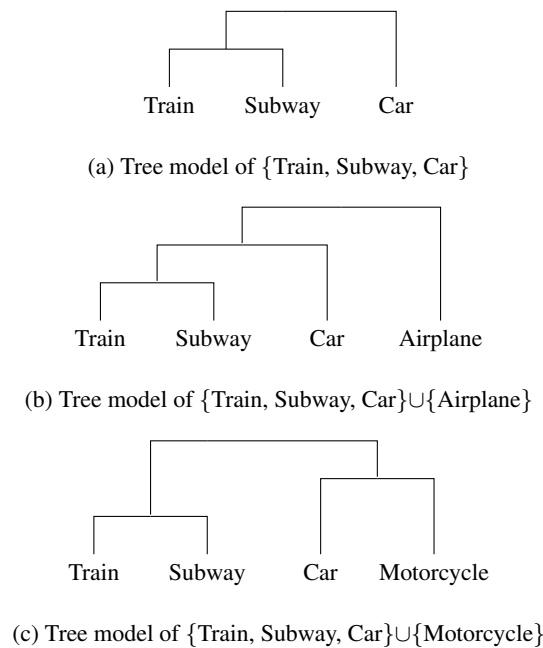 Train Subway Car
(a) Tree model of {Train, Subway, Car}
Train Subway Car Airplane
(b) Tree model of {Train, Subway, Car}∪{Airplane}
Train Subway Car Motorcycle
(c) Tree model of {Train, Subway, Car}∪{Motorcycle}